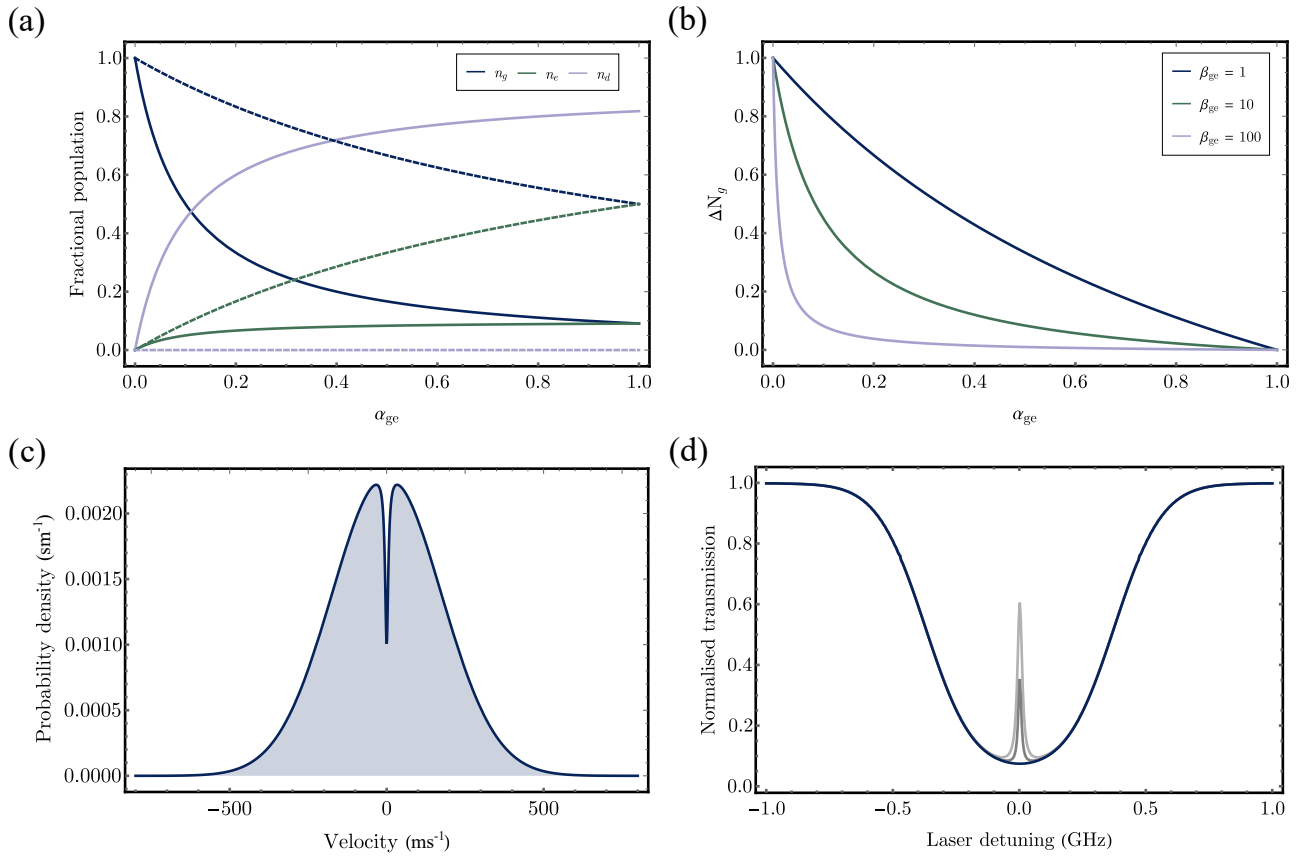 (a)
n_g n_e n_d
Fractional population
1.0
0.8
0.6
0.4
0.2
0.0
0.0 0.2 0.4 0.6 0.8 1.0
α_ge
(b)
β_ge = 1
β_ge = 10
β_ge = 100
ΔN_g
1.0
0.8
0.6
0.4
0.2
0.0
0.0 0.2 0.4 0.6 0.8 1.0
α_ge
(c)
Probability density (sm⁻¹)
0.0020
0.0015
0.0010
0.0005
0.0000
−500 0 500
Velocity (ms⁻¹)
(d)
Normalised transmission
1.0
0.8
0.6
0.4
0.2
0.0
−1.0 −0.5 0.0 0.5 1.0
Laser detuning (GHz)